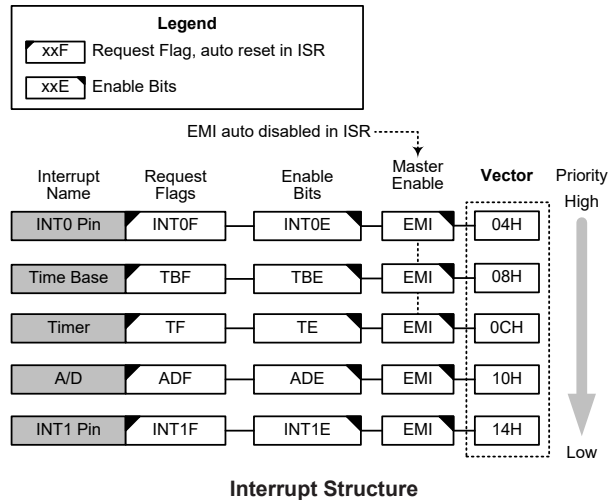 Legend
xxF Request Flag, auto reset in ISR
xxE Enable Bits
EMI auto disabled in ISR
Interrupt Name Request Flags Enable Bits Master Enable Vector Priority
High
INT0 Pin INT0F INT0E EMI 04H
Time Base TBF TBE EMI 08H
Timer TF TE EMI 0CH
A/D ADF ADE EMI 10H
INT1 Pin INT1F INT1E EMI 14H
Low
Interrupt Structure